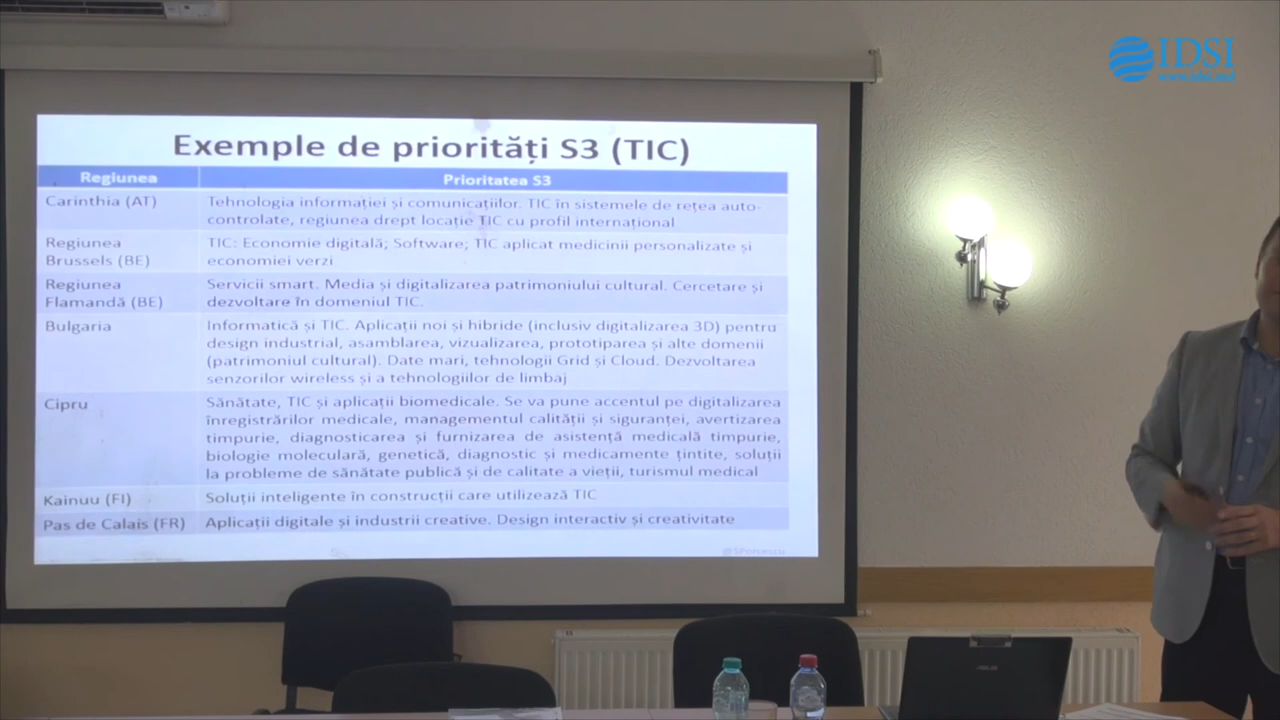 IDSI
www.idsi.md
Exemple de priorități S3 (TIC)
Regiunea
Prioritatea S3
Carinthia (AT)
Tehnologia informației și comunicațiilor. TIC în sistemele de rețea auto-
controlate, regiunea drept locație TIC cu profil internațional
Regiunea
Brussels (BE)
TIC: Economie digitală; Software; TIC aplicat medicinii personalizate și
economiei verzi
Regiunea
Flamandă (BE)
Servicii smart. Media și digitalizarea patrimoniului cultural. Cercetare și
dezvoltare în domeniul TIC.
Bulgaria
Informatică și TIC. Aplicații noi și hibride (inclusiv digitalizarea 3D) pentru
design industrial, asamblarea, vizualizarea, prototiparea și alte domenii
(patrimoniul cultural). Date mari, tehnologii Grid și Cloud. Dezvoltarea
senzorilor wireless și a tehnologiilor de limbaj
Cipru
Sănătate, TIC și aplicații biomedicale. Se va pune accentul pe digitalizarea
înregistrărilor medicale, managementul calității și siguranței, avertizarea
timpurie, diagnosticarea și furnizarea de asistență medicală timpurie,
biologie moleculară, genetică, diagnostic și medicamente țintite, soluții
la probleme de sănătate publică și de calitate a vieții, turismul medical
Kainuu (FI)
Soluții inteligente în construcții care utilizează TIC
Pas de Calais (FR)
Aplicații digitale și industrii creative. Design interactiv și creativitate
@SPorcescu
ASUS